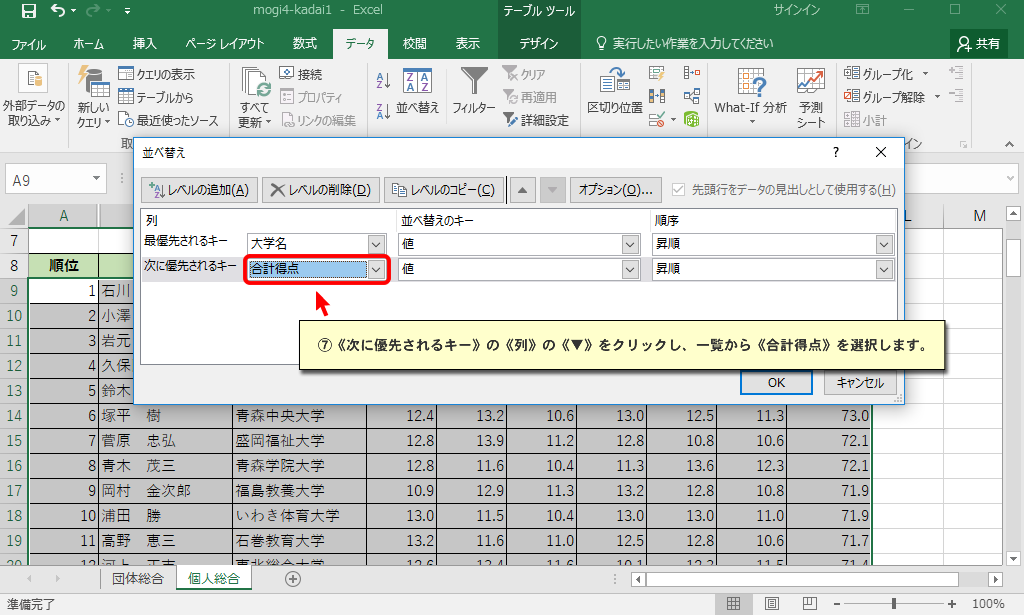 mogi4-kadai1 - Excel
テーブル ツール
サインイン
ファイル ホーム 挿入 ページ レイアウト 数式 データ 校閲 表示 デザイン 実行したい作業を入力してください 共有
外部データの
取り込み
新しい
クエリ
クエリの表示
テーブルから
最近使ったソース
すべて
更新
接続
プロパティ
リンクの編集
並べ替え
フィルター
クリア
再適用
詳細設定
区切り位置
What-If 分析
予測
シート
グループ化
グループ解除
小計
並べ替え
? 
A9
レベルの追加(A) レベルの削除(D) レベルのコピー(C) オプション(O)... 先頭行をデータの見出しとして使用する(H)
列 並べ替えのキー 順序
最優先されるキー 大学名 値 昇順
次に優先されるキー 合計得点 値 昇順
⑦《次に優先されるキー》の《列》の《▼》をクリックし、一覧から《合計得点》を選択します。
OK キャンセル
A L M
7
8 順位
9 1 石川
10 2 小澤
11 3 岩元
12 4 久保
13 5 鈴木
14 6 塚平 樹 青森中央大学 12.4 13.2 10.6 13.0 12.5 11.3 73.0
15 7 菅原 忠弘 盛岡福祉大学 12.8 13.9 11.2 12.8 10.8 10.6 72.1
16 8 青木 茂三 青森学院大学 12.8 11.6 10.4 11.3 13.6 12.3 72.1
17 9 岡村 金次郎 福島教養大学 10.9 12.9 11.3 13.2 12.8 10.8 71.9
18 10 浦田 勝 いわき体育大学 13.0 11.5 10.4 13.0 13.0 11.0 71.9
19 11 高野 恵三 石巻教育大学 13.2 11.6 11.0 12.5 12.8 10.6 71.7
団体総合 個人総合
準備完了
100%